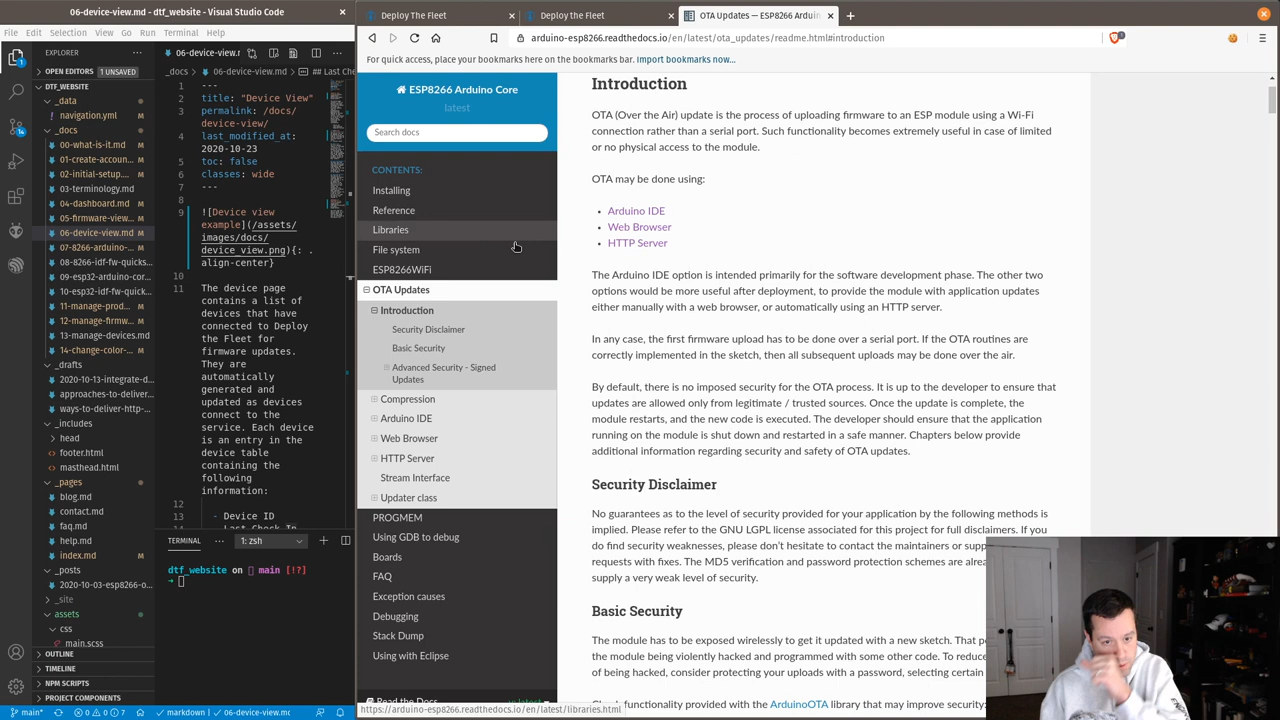 06-device-view.md - dtf_website - Visual Studio Code
File Edit Selection View Go Run
EXPLORER
OPEN EDITORS 1 UNSAVED
DTF_WEBSITE
_data
navigation.yml M
_docs
00-what-is-it.md M
01-create-accoun... M
02-initial-setup.... M
03-terminology.md
04-dashboard.md M
05-firmware-view... M
06-device-view.md M
07-8266-arduino-... M
08-8266-idf-fw-quicks...
09-esp32-arduino-cor...
10-esp32-idf-fw-quick...
11-manage-prod... M
12-manage-firmw... M
13-manage-devices.md
14-change-color-... M
_drafts
2020-10-13-integrate-d...
approaches-to-deliver...
ways-to-deliver-http-...
_includes
head
footer.html
masthead.html
_pages
blog.md
contact.md
faq.md
help.md
index.md M
_posts
2020-10-03-esp8266-o...
_site
assets
css
main.scss
OUTLINE
TIMELINE
NPM SCRIPTS
PROJECT COMPONENTS
06-device-view.r
_docs 06-device-view.md ## Last Che
1 ---
2 title: "Device View"
3 permalink: /docs/
device-view/
4 last_modified_at:
2020-10-23
5 toc: false
6 classes: wide
7 ---
8
9 ![Device view
example](/assets/
images/docs/
device_view.png){: .
align-center}
10
11 The device page
contains a list of
devices that have
connected to Deploy
the Fleet for
firmware updates.
They are
automatically
generated and
updated as devices
connect to the
service. Each device
is an entry in the
device table
containing the
following
information:
12
13 - Device ID
TERMINAL ... 1: zsh
dtf_website on main [!?]
main* 0 0 7 markdown 06-device-view.mc
Deploy The Fleet
Deploy the Fleet
OTA Updates — ESP8266 Arduin
arduino-esp8266.readthedocs.io/en/latest/ota_updates/readme.html#introduction
For quick access, place your bookmarks here on the bookmarks bar. Import bookmarks now...
ESP8266 Arduino Core
latest
Search docs
CONTENTS:
Installing
Reference
Libraries
File system
ESP8266WiFi
OTA Updates
Introduction
Security Disclaimer
Basic Security
Advanced Security - Signed
Updates
Compression
Arduino IDE
Web Browser
HTTP Server
Stream Interface
Updater class
PROGMEM
Using GDB to debug
Boards
FAQ
Exception causes
Debugging
Stack Dump
Using with Eclipse
https://arduino-esp8266.readthedocs.io/en/latest/libraries.html
Introduction
OTA (Over the Air) update is the process of uploading firmware to an ESP module using a Wi-Fi
connection rather than a serial port. Such functionality becomes extremely useful in case of limited
or no physical access to the module.
OTA may be done using:
• Arduino IDE
• Web Browser
• HTTP Server
The Arduino IDE option is intended primarily for the software development phase. The other two
options would be more useful after deployment, to provide the module with application updates
either manually with a web browser, or automatically using an HTTP server.
In any case, the first firmware upload has to be done over a serial port. If the OTA routines are
correctly implemented in the sketch, then all subsequent uploads may be done over the air.
By default, there is no imposed security for the OTA process. It is up to the developer to ensure that
updates are allowed only from legitimate / trusted sources. Once the update is complete, the
module restarts, and the new code is executed. The developer should ensure that the application
running on the module is shut down and restarted in a safe manner. Chapters below provide
additional information regarding security and safety of OTA updates.
Security Disclaimer
No guarantees as to the level of security provided for your application by the following methods is
implied. Please refer to the GNU LGPL license associated for this project for full disclaimers. If you
do find security weaknesses, please don't hesitate to contact the maintainers or supp
requests with fixes. The MD5 verification and password protection schemes are alrea
supply a very weak level of security.
Basic Security
The module has to be exposed wirelessly to get it updated with a new sketch. That po
the module being violently hacked and programmed with some other code. To reduce
of being hacked, consider protecting your uploads with a password, selecting certain
functionality provided with the ArduinoOTA library that may improve security: